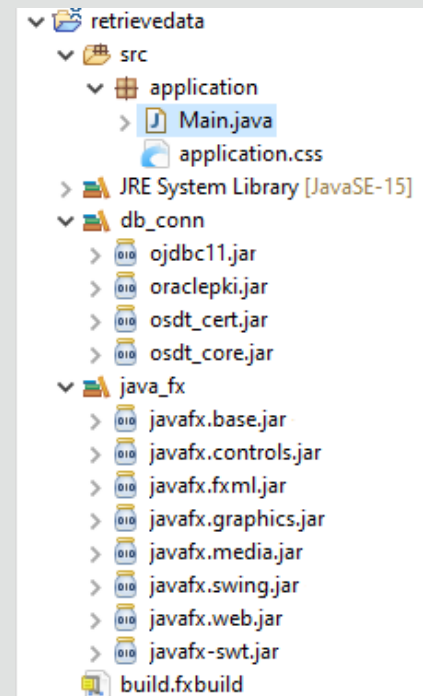 retrievedata
src
application
Main.java
application.css
JRE System Library [JavaSE-15]
db_conn
ojdbc11.jar
oraclepki.jar
osdt_cert.jar
osdt_core.jar
java_fx
javafx.base.jar
javafx.controls.jar
javafx.fxml.jar
javafx.graphics.jar
javafx.media.jar
javafx.swing.jar
javafx.web.jar
javafx-swt.jar
build.fxbuild